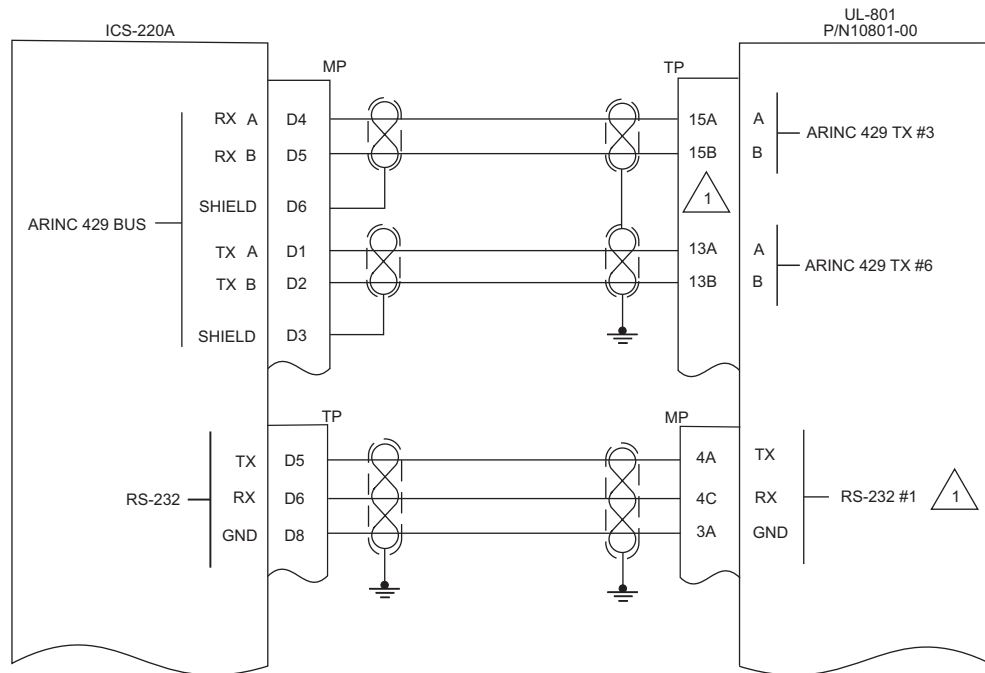 ICS-220A
UL-801
P/N10801-00
MP
TP
RX A D4
15A A
RX B D5
15B B
ARINC 429 TX #3
SHIELD D6
1
ARINC 429 BUS
TX A D1
13A A
TX B D2
13B B
ARINC 429 TX #6
SHIELD D3
TP
MP
TX D5
4A TX
RS-232
RX D6
4C RX
RS-232 #1
1
GND D8
3A GND